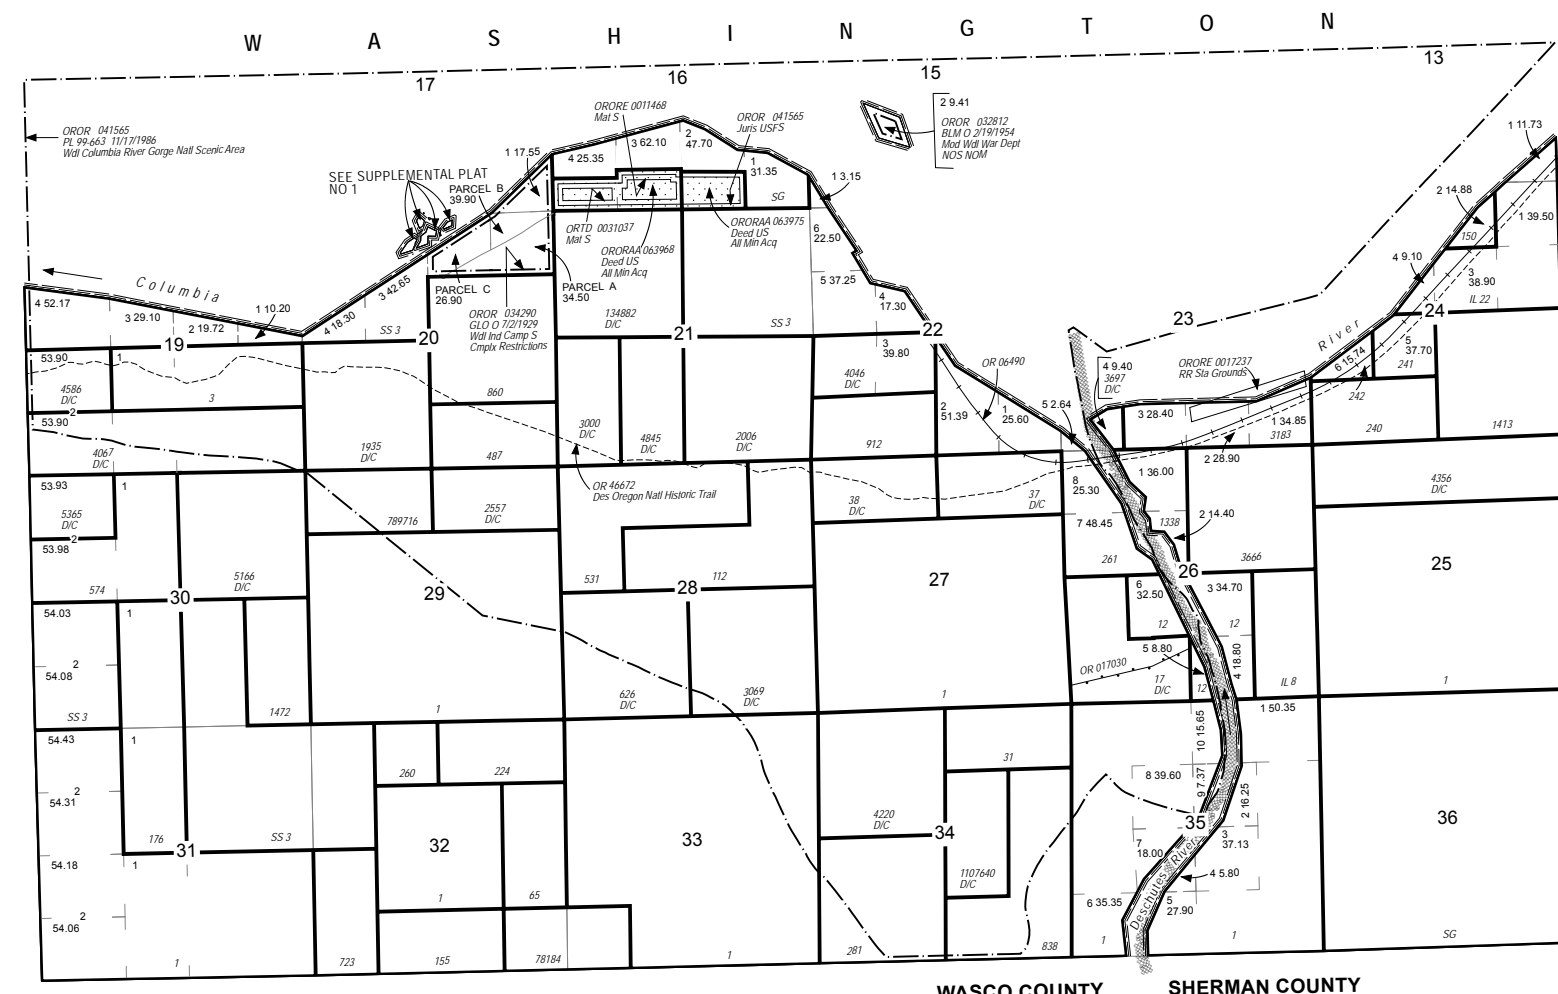 W A S H I N G T O N
17
16
15
13
OROR 041565
PL 99-663 11/17/1986
Wdl Columbia River Gorge Natl Scenic Area
SEE SUPPLEMENTAL PLAT
NO 1
PARCEL B
39.90
1 17.55
ORORE 0011468
Mat S
4 25.35
3 62.10
2
47.70
OROR 041565
Juris USFS
1
31.35
SG
2 9.41
OROR 032812
BLM O 2/19/1954
Mod Wdl War Dept
NOS NOM
1 3.15
1 11.73
2 14.88
1 39.50
150
4 9.10
3
38.90
IL 22
ORTD 0031037
Mat S
ORORAA 063968
Deed US
All Min Acq
ORORAA 063975
Deed US
All Min Acq
6
22.50
5 37.25
4
17.30
Columbia
4 52.17
3 29.10
2 19.72
1 10.20
4 18.30
3 42.65
SS 3
PARCEL C
26.90
PARCEL A
34.50
OROR 034290
GLO O 7/2/1929
Wdl Ind Camp S
Cmplx Restrictions
134882
D/C
SS 3
19
20
21
22
23
24
River
ORORE 0017237
RR Sta Grounds
5
37.70
241
6 15.74
242
53.90
1
4586
D/C
3
2
53.90
4067
D/C
860
1935
D/C
487
3000
D/C
4845
D/C
2006
D/C
3
39.80
4046
D/C
912
2
51.39
OR 06490
1
25.60
5 2.64
4 9.40
3697
D/C
3 28.40
1 34.85
3183
2 28.90
240
1413
OR 46672
Des Oregon Natl Historic Trail
53.93
1
5365
D/C
2
53.98
574
5166
D/C
789716
2557
D/C
531
112
38
D/C
37
D/C
8
25.30
7 48.45
1 36.00
1338
2 14.40
261
3666
4356
D/C
30
29
28
27
26
25
54.03
1
2
54.08
SS 3
1472
1
626
D/C
3069
D/C
1
6
32.50
12
3 34.70
12
5 8.80
OR 017030
17
D/C
12
4 18.80
IL 8
1
54.43
1
2
54.31
176
SS 3
260
224
31
10 15.65
1 50.35
8 39.60
9 7.37
2 16.25
31
32
33
34
35
36
54.18
1
2
54.06
1
723
1
155
65
78184
1
4220
D/C
1107640
D/C
281
838
7
18.00
3
37.13
4 5.80
6 35.35
5
27.90
Deschutes River
1
1
SG
WASCO COUNTY
SHERMAN COUNTY